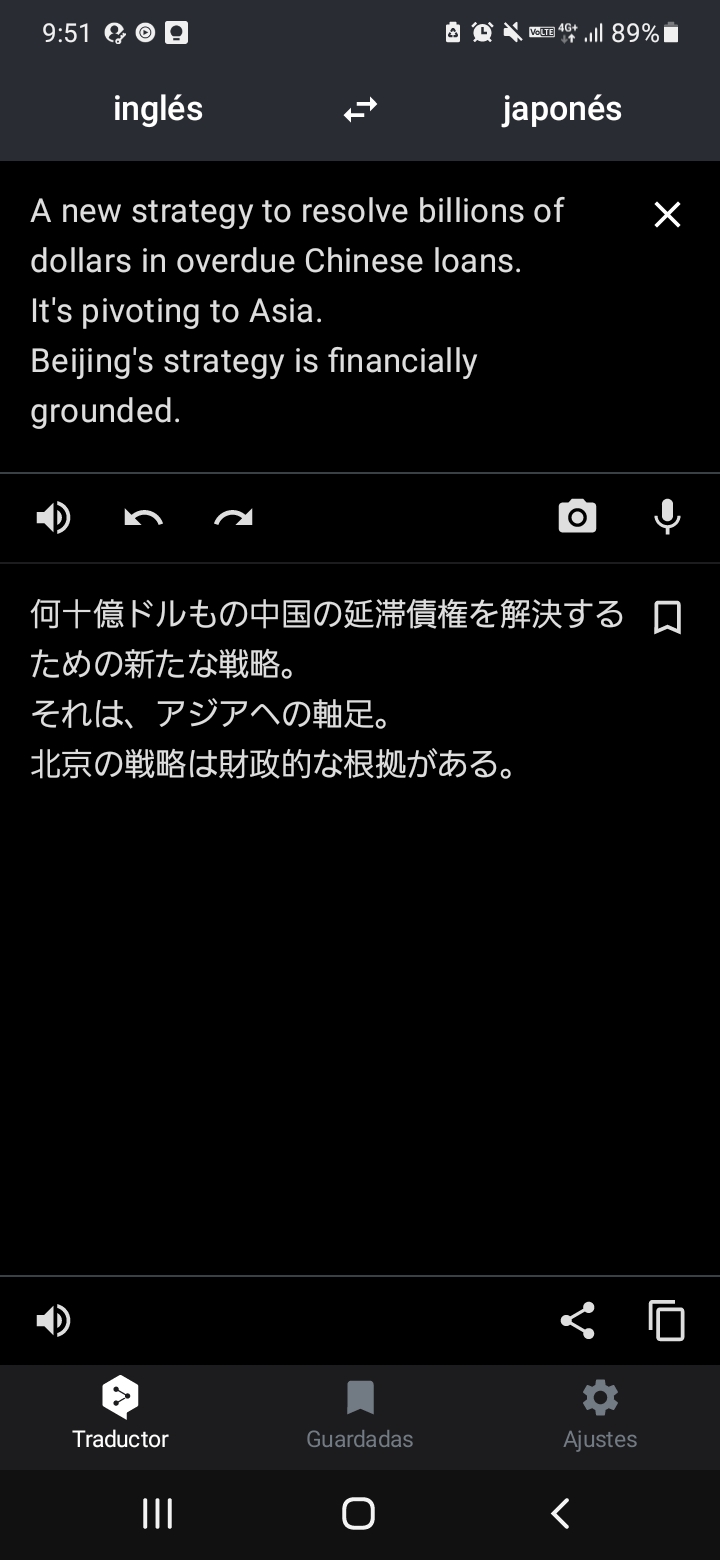 9:51
VoLTE 4G+ 89%
inglés
japonés
A new strategy to resolve billions of
dollars in overdue Chinese loans.
It's pivoting to Asia.
Beijing's strategy is financially
grounded.
何十億ドルもの中国の延滞債権を解決する
ための新たな戦略。
それは、アジアへの軸足。
北京の戦略は財政的な根拠がある。
Traductor
Guardadas
Ajustes